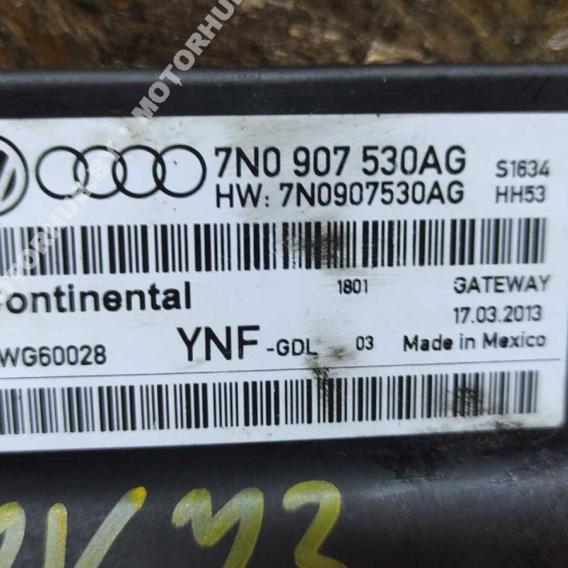 7N0 907 530AG S1634
HW: 7N0907530AG HH53
ontinental 1801 GATEWAY
17.03.2013
WG60028 YNF -GDL 03 Made in Mexico